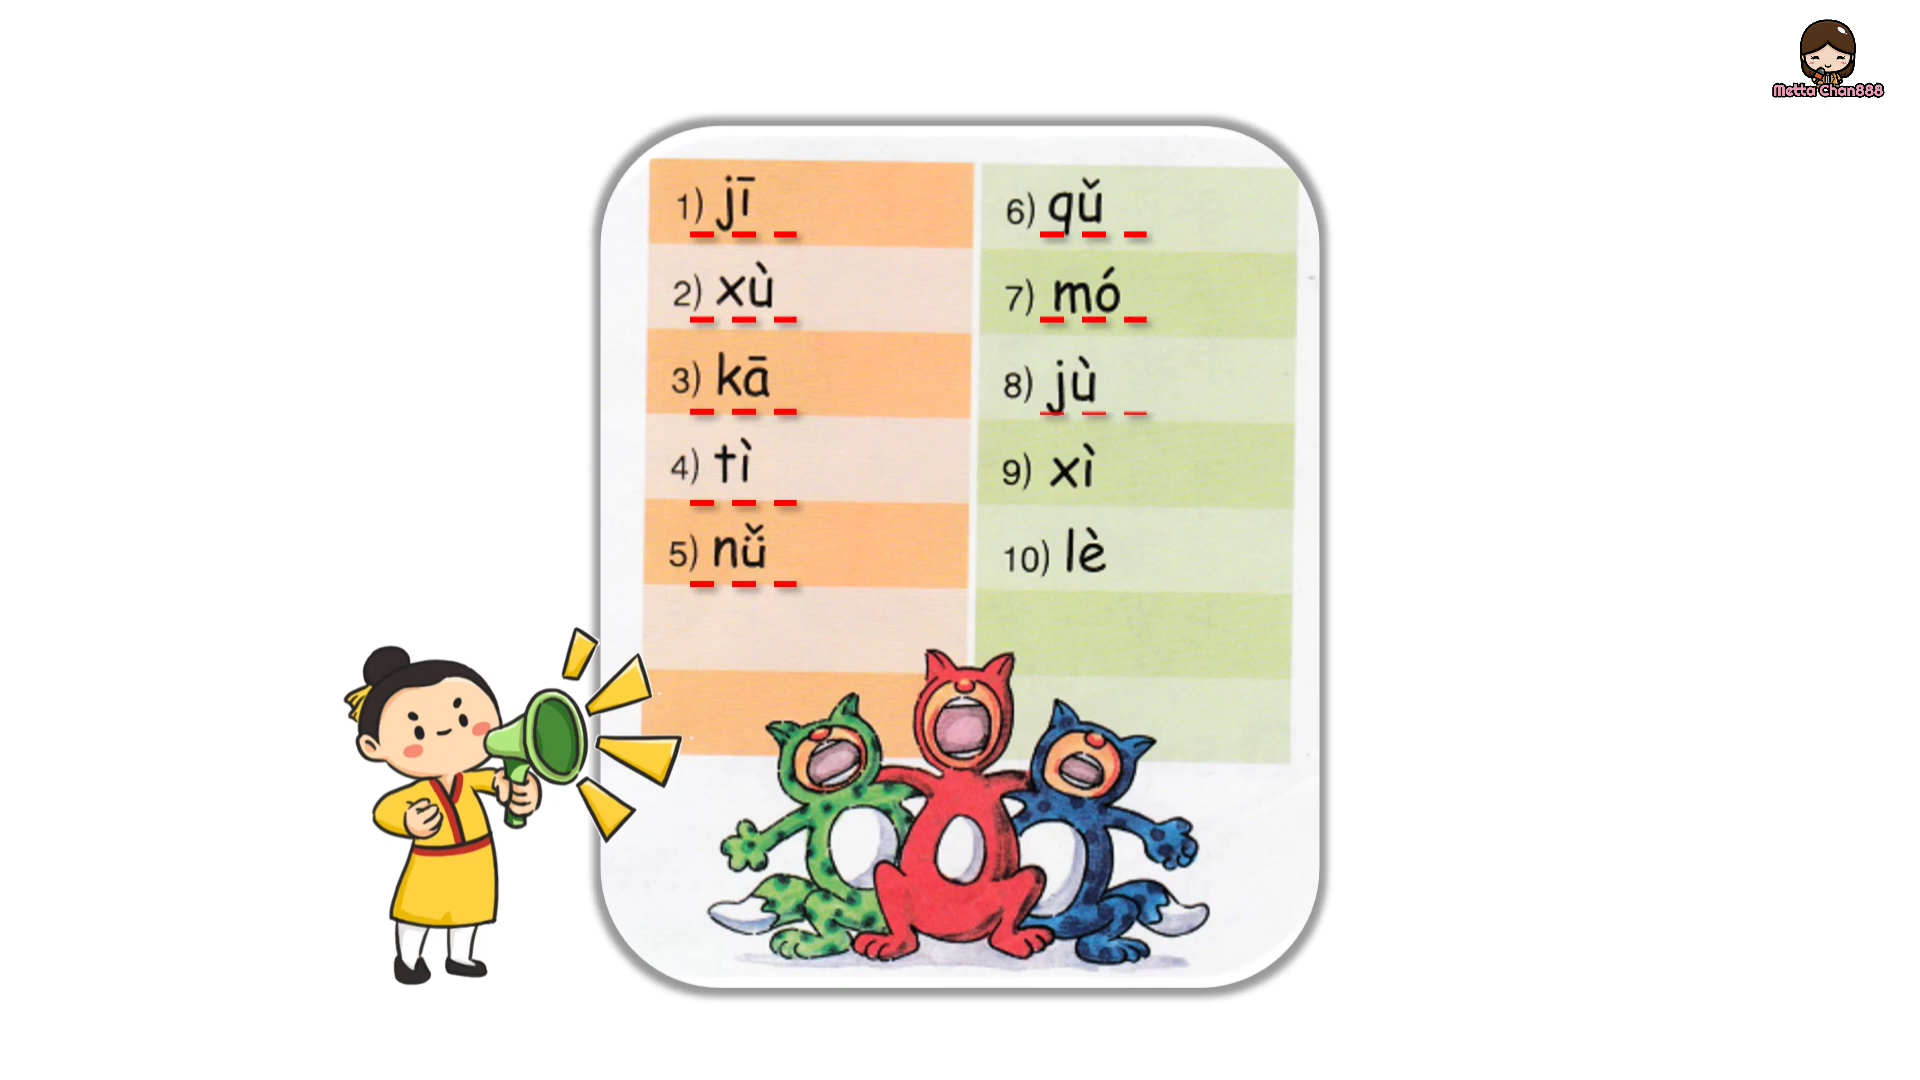 Metta Chan888
1) jī
2) xù
3) kā
4) tì
5) nǚ
6) qǔ
7) mó
8) jù
9) xì
10) lè